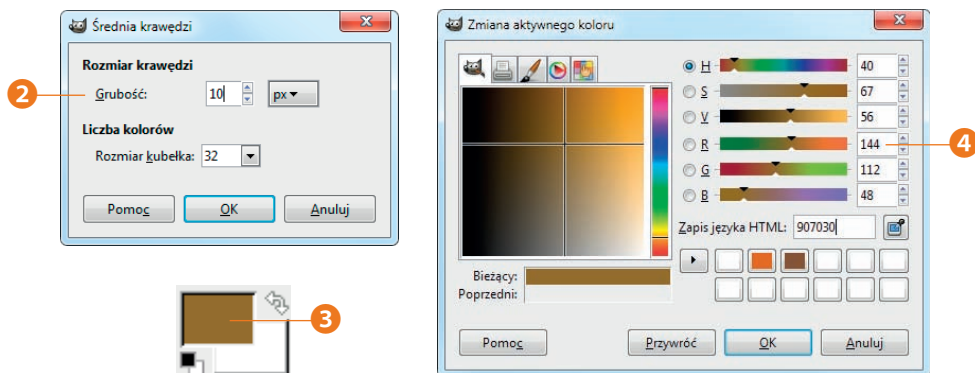 Średnia krawędzi
Rozmiar krawędzi
2
Grubość: 10 px
Liczba kolorów
Rozmiar kubełka: 32
Pomoc OK Anuluj
3
Zmiana aktywnego koloru
H 40
S 67
V 56
R 144
4
G 112
B 48
Zapis języka HTML: 907030
Bieżący:
Poprzedni:
Pomoc Przywróć OK Anuluj